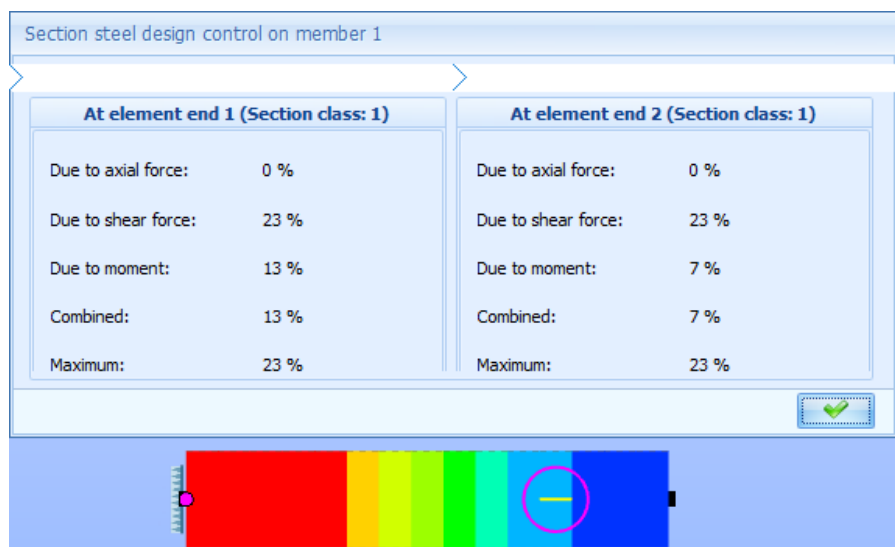 Section steel design control on member 1
At element end 1 (Section class: 1)
Due to axial force: 0 %
Due to shear force: 23 %
Due to moment: 13 %
Combined: 13 %
Maximum: 23 %
At element end 2 (Section class: 1)
Due to axial force: 0 %
Due to shear force: 23 %
Due to moment: 7 %
Combined: 7 %
Maximum: 23 %